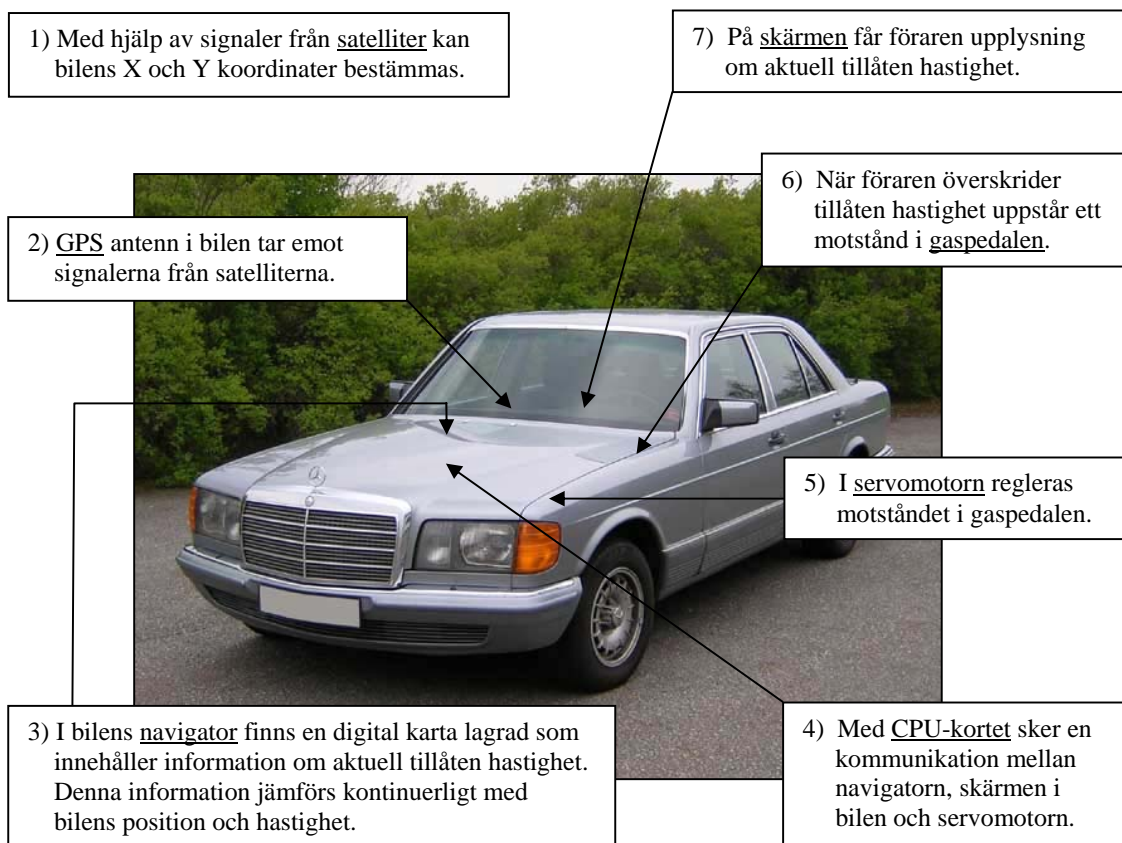 1) Med hjälp av signaler från satelliter kan
bilens X och Y koordinater bestämmas.
2) GPS antenn i bilen tar emot
signalerna från satelliterna.
3) I bilens navigator finns en digital karta lagrad som
innehåller information om aktuell tillåten hastighet.
Denna information jämförs kontinuerligt med
bilens position och hastighet.
4) Med CPU-kortet sker en
kommunikation mellan
navigatorn, skärmen i
bilen och servomotorn.
5) I servomotorn regleras
motståndet i gaspedalen.
6) När föraren överskrider
tillåten hastighet uppstår ett
motstånd i gaspedalen.
7) På skärmen får föraren upplysning
om aktuell tillåten hastighet.